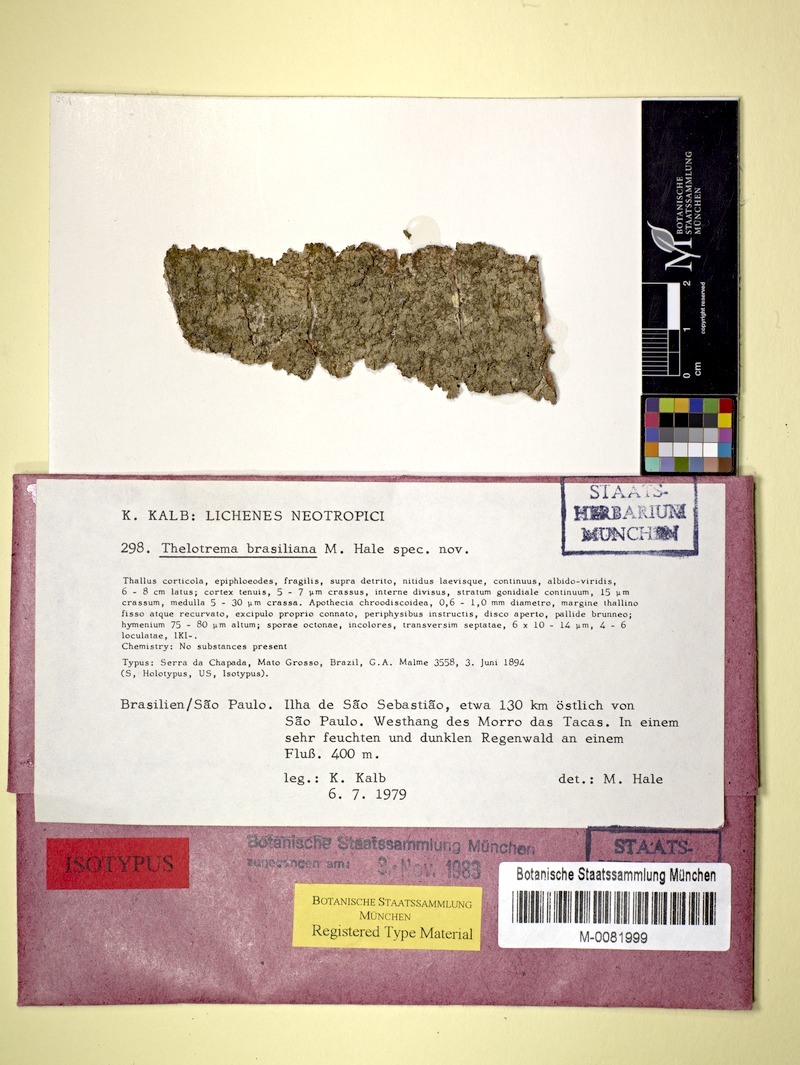 BOTANISCHE
STAATSSAMMLUNG
MÜNCHEN
0 1 2
cm
copyright reserved
STAATS-
HERBARIUM
MÜNCHEN
K. KALB: LICHENES NEOTROPICI
298. Thelotrema brasiliana M. Hale spec. nov.
Thallus corticola, epiphloeodes, fragilis, supra detrito, nitidus laevisque, continuus, albido-viridis,
6 - 8 cm latus; cortex tenuis, 5 - 7 µm crassus, interne divisus, stratum gonidiale continuum, 15 µm
crassum, medulla 5 - 30 µm crassa. Apothecia chroodiscoidea, 0,6 - 1,0 mm diametro, margine thallino
fisso atque recurvato, excipulo proprio connato, periphysibus instructis, disco aperto, pallide brunneo;
hymenium 75 - 80 µm altum; sporae octonae, incolores, transversim septatae, 6 x 10 - 14 µm, 4 - 6
loculatae, IKI-.
Chemistry: No substances present
Typus: Serra da Chapada, Mato Grosso, Brazil, G.A. Malme 3558, 3. Juni 1894
(S, Holotypus, US, Isotypus).
Brasilien/São Paulo. Ilha de São Sebastião, etwa 130 km östlich von
São Paulo. Westhang des Morro das Tacas. In einem
sehr feuchten und dunklen Regenwald an einem
Fluß. 400 m.
leg.: K. Kalb det.: M. Hale
6. 7. 1979
ISOTYPUS
Botanische Staatssammlung München
zugegangen am: 3. Nov. 1983
STAATS-
BOTANISCHE STAATSSAMMLUNG
MÜNCHEN
Registered Type Material
Botanische Staatssammlung München
M-0081999